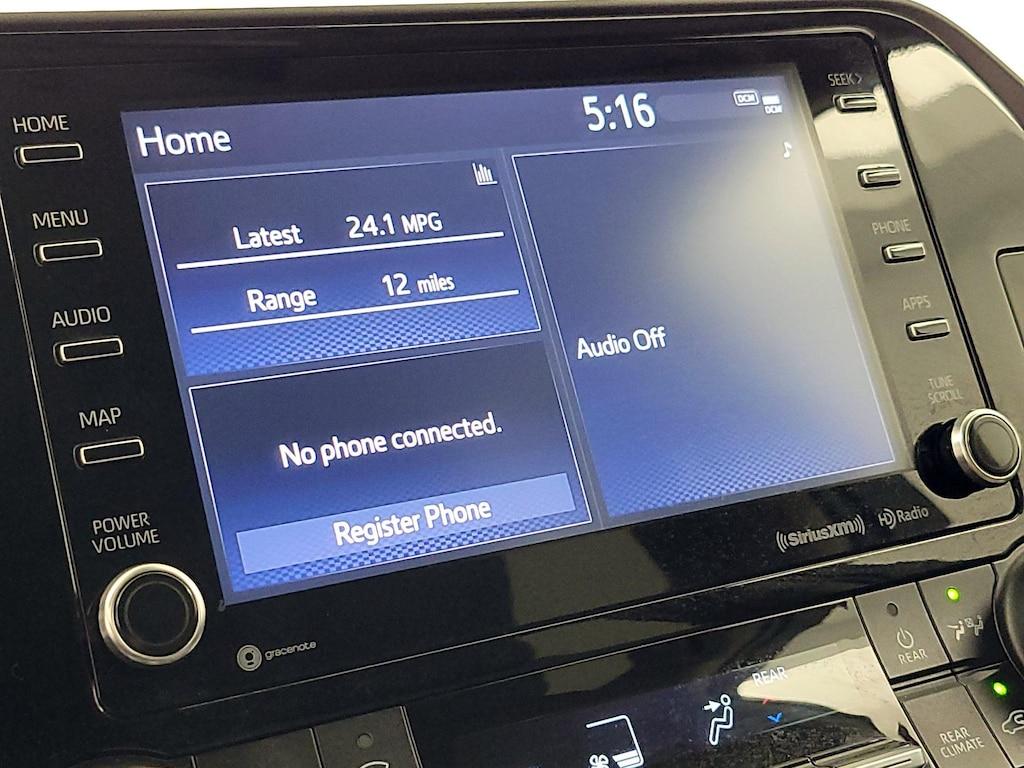 HOME
MENU
AUDIO
MAP
POWER
VOLUME
Home
5:16
DCM
DCM
Latest 24.1 MPG
Range 12 miles
No phone connected.
Register Phone
Audio Off
SEEK >
PHONE
APPS
TUNE
SCROLL
gracenote
((SiriusXM))
HD Radio
REAR
REAR
REAR
CLIMATE